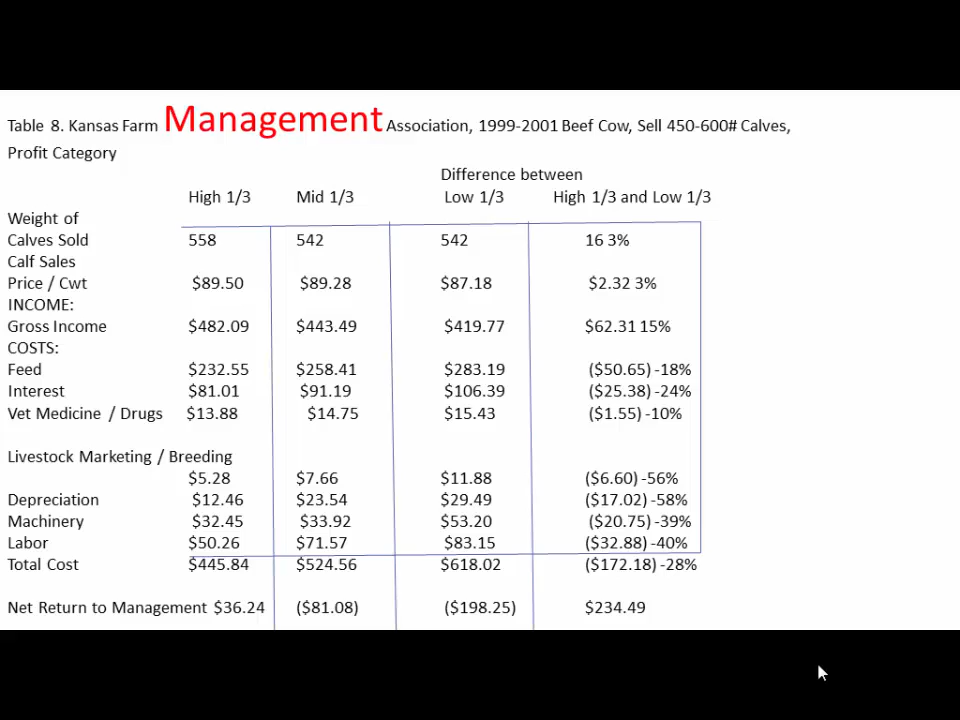 Table 8. Kansas Farm Management Association, 1999-2001 Beef Cow, Sell 450-600# Calves,
Profit Category
Difference between
High 1/3 Mid 1/3 Low 1/3 High 1/3 and Low 1/3
Weight of
Calves Sold 558 542 542 16 3%
Calf Sales
Price / Cwt $89.50 $89.28 $87.18 $2.32 3%
INCOME:
Gross Income $482.09 $443.49 $419.77 $62.31 15%
COSTS:
Feed $232.55 $258.41 $283.19 ($50.65) -18%
Interest $81.01 $91.19 $106.39 ($25.38) -24%
Vet Medicine / Drugs $13.88 $14.75 $15.43 ($1.55) -10%
Livestock Marketing / Breeding
$5.28 $7.66 $11.88 ($6.60) -56%
Depreciation $12.46 $23.54 $29.49 ($17.02) -58%
Machinery $32.45 $33.92 $53.20 ($20.75) -39%
Labor $50.26 $71.57 $83.15 ($32.88) -40%
Total Cost $445.84 $524.56 $618.02 ($172.18) -28%
Net Return to Management $36.24 ($81.08) ($198.25) $234.49